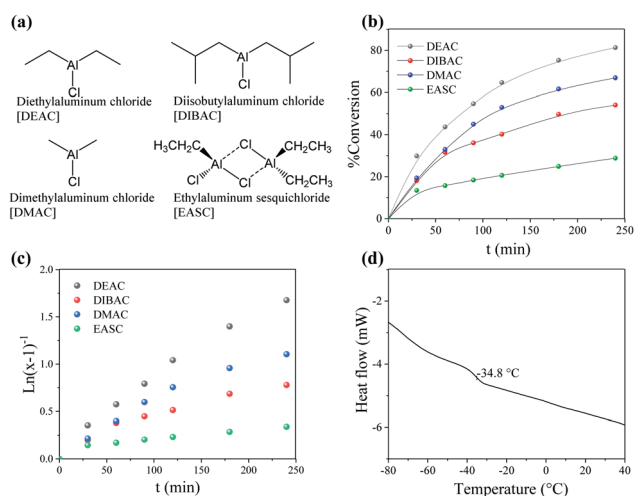 (a)
Al
Cl
Diethylaluminum chloride
[DEAC]
Al
Cl
Diisobutylaluminum chloride
[DIBAC]
Al
Cl
Dimethylaluminum chloride
[DMAC]
CH₃CH₂
Cl
CH₂CH₃
Al
Al
Cl
Cl
CH₂CH₃
Ethylaluminum sesquichloride
[EASC]
(b)
DEAC
DIBAC
DMAC
EASC
%Conversion
80
60
40
20
0
0 50 100 150 200 250
t (min)
(c)
DEAC
DIBAC
DMAC
EASC
Ln(x-1)⁻¹
2.0
1.5
1.0
0.5
0.0
0 50 100 150 200 250
t (min)
(d)
Heat flow (mW)
-2
-4
-6
-34.8 °C
-80 -60 -40 -20 0 20 40
Temperature (°C)